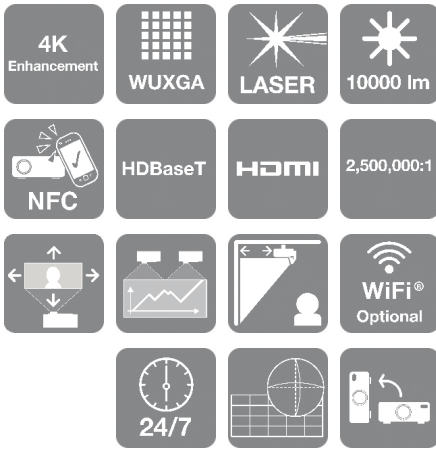 4K
Enhancement
WUXGA
LASER
10000 lm
NFC
HDBaseT
HDMI
2,500,000:1
WiFi®
Optional
24/7